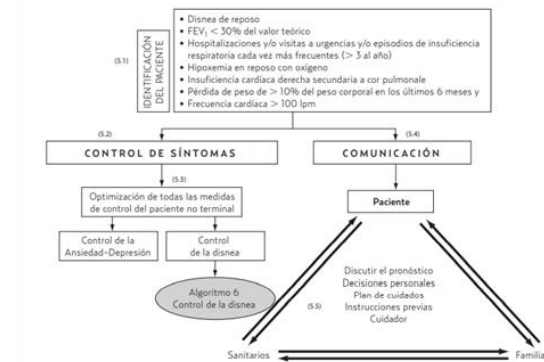 (5.1)
IDENTIFICACIÓN
DEL PACIENTE
• Disnea de reposo
• FEV₁ < 30% del valor teórico
• Hospitalizaciones y/o visitas a urgencias y/o episodios de insuficiencia
respiratoria cada vez más frecuentes (> 3 al año)
• Hipoxemia en reposo con oxígeno
• Insuficiencia cardíaca derecha secundaria a cor pulmonale
• Pérdida de peso de > 10% del peso corporal en los últimos 6 meses y
• Frecuencia cardíaca > 100 lpm
(5.2)
CONTROL DE SÍNTOMAS
(5.3)
Optimización de todas las medidas
de control del paciente no terminal
Control de la
Ansiedad-Depresión
Control
de la disnea
Algoritmo 6
Control de la disnea
(5.4)
COMUNICACIÓN
Paciente
Discutir el pronóstico
Decisiones personales
Plan de cuidados
(5.5)
Instrucciones previas
Cuidador
Sanitarios
Familia